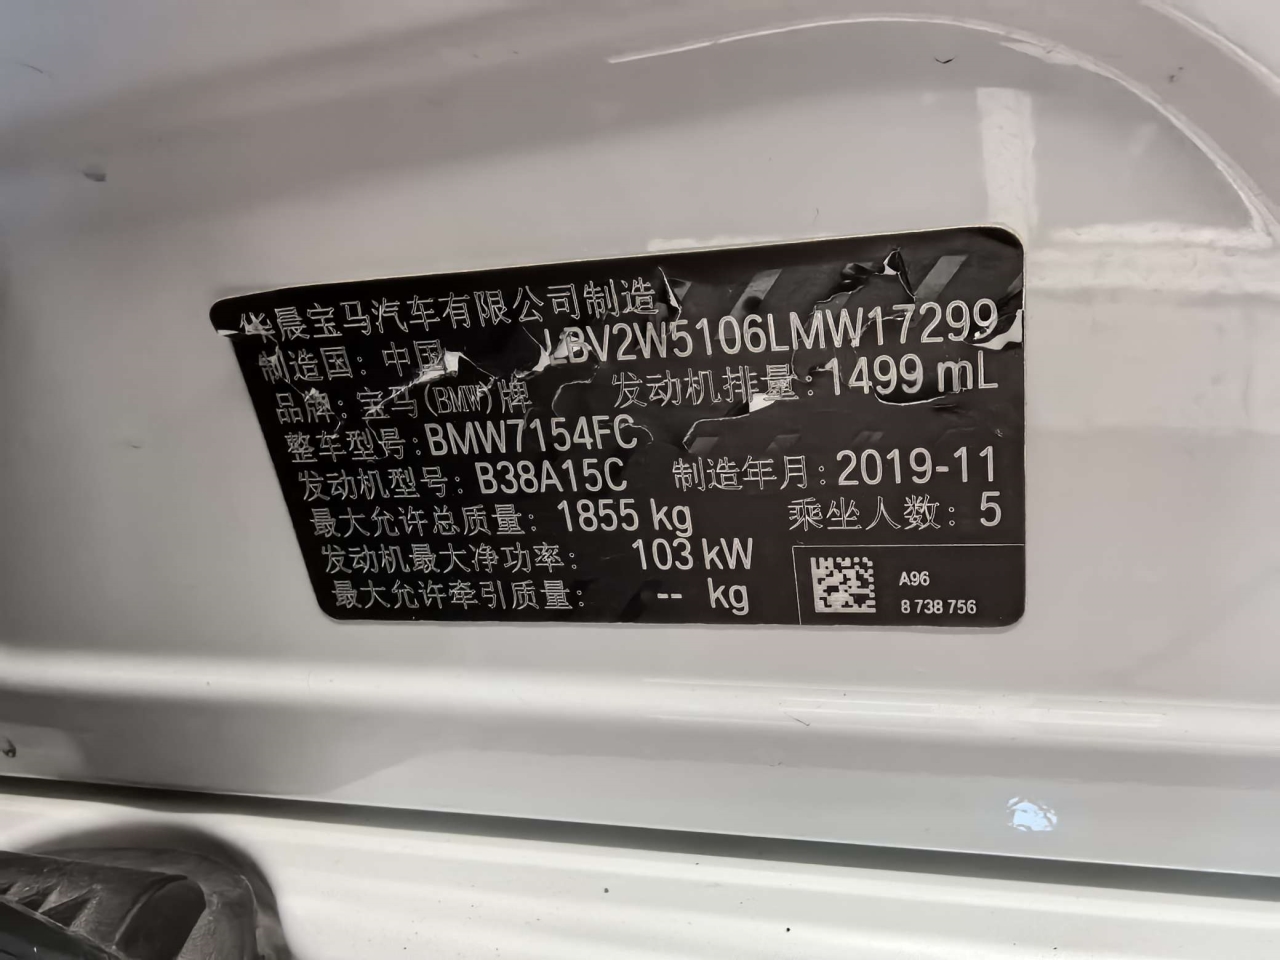 华晨宝马汽车有限公司制造
制造国：中国 LBV2W5106LMW17299
品牌：宝马(BMW)牌 发动机排量：1499 mL
整车型号：BMW7154FC
发动机型号：B38A15C 制造年月：2019-11
最大允许总质量：1855 kg 乘坐人数：5
发动机最大净功率：103 kW
最大允许牵引质量：-- kg
A96
8 738 756